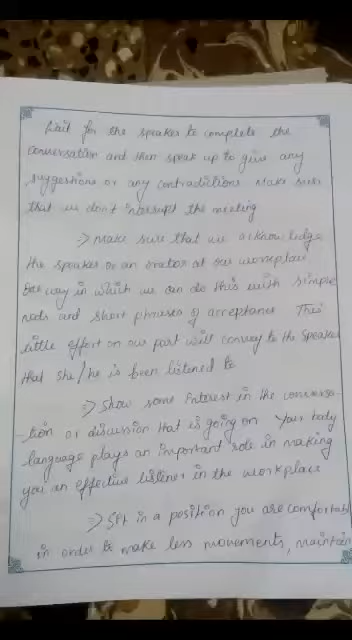 Wait for the speaker to complete the
conversation and then speak up to give any
suggestions or any contradictions Make sure
that we don't interrupt the meeting
=> Make sure that we acknowledge
the speaker or an orator at our workplace
One way in which we can do this with simple
nods and short phrases of acceptance This
little effort on our part will convey to the speaker
that she/he is been listened to
=> Show some interest in the conversa-
-tion or discussion that is going on Your body
language plays an important role in making
you an effective listener in the workplace
=> Sit in a position you are comfortable
in order to make less movements, maintain